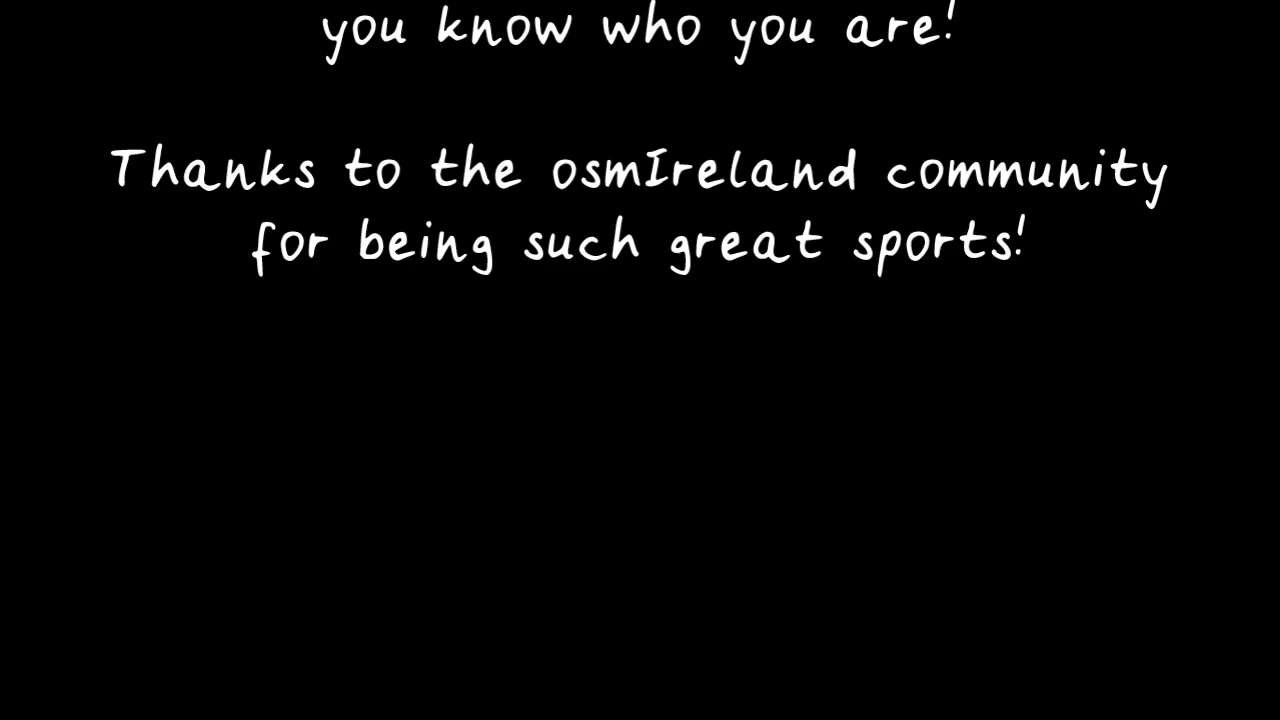 you know who you are!
Thanks to the osmIreland community
for being such great sports!